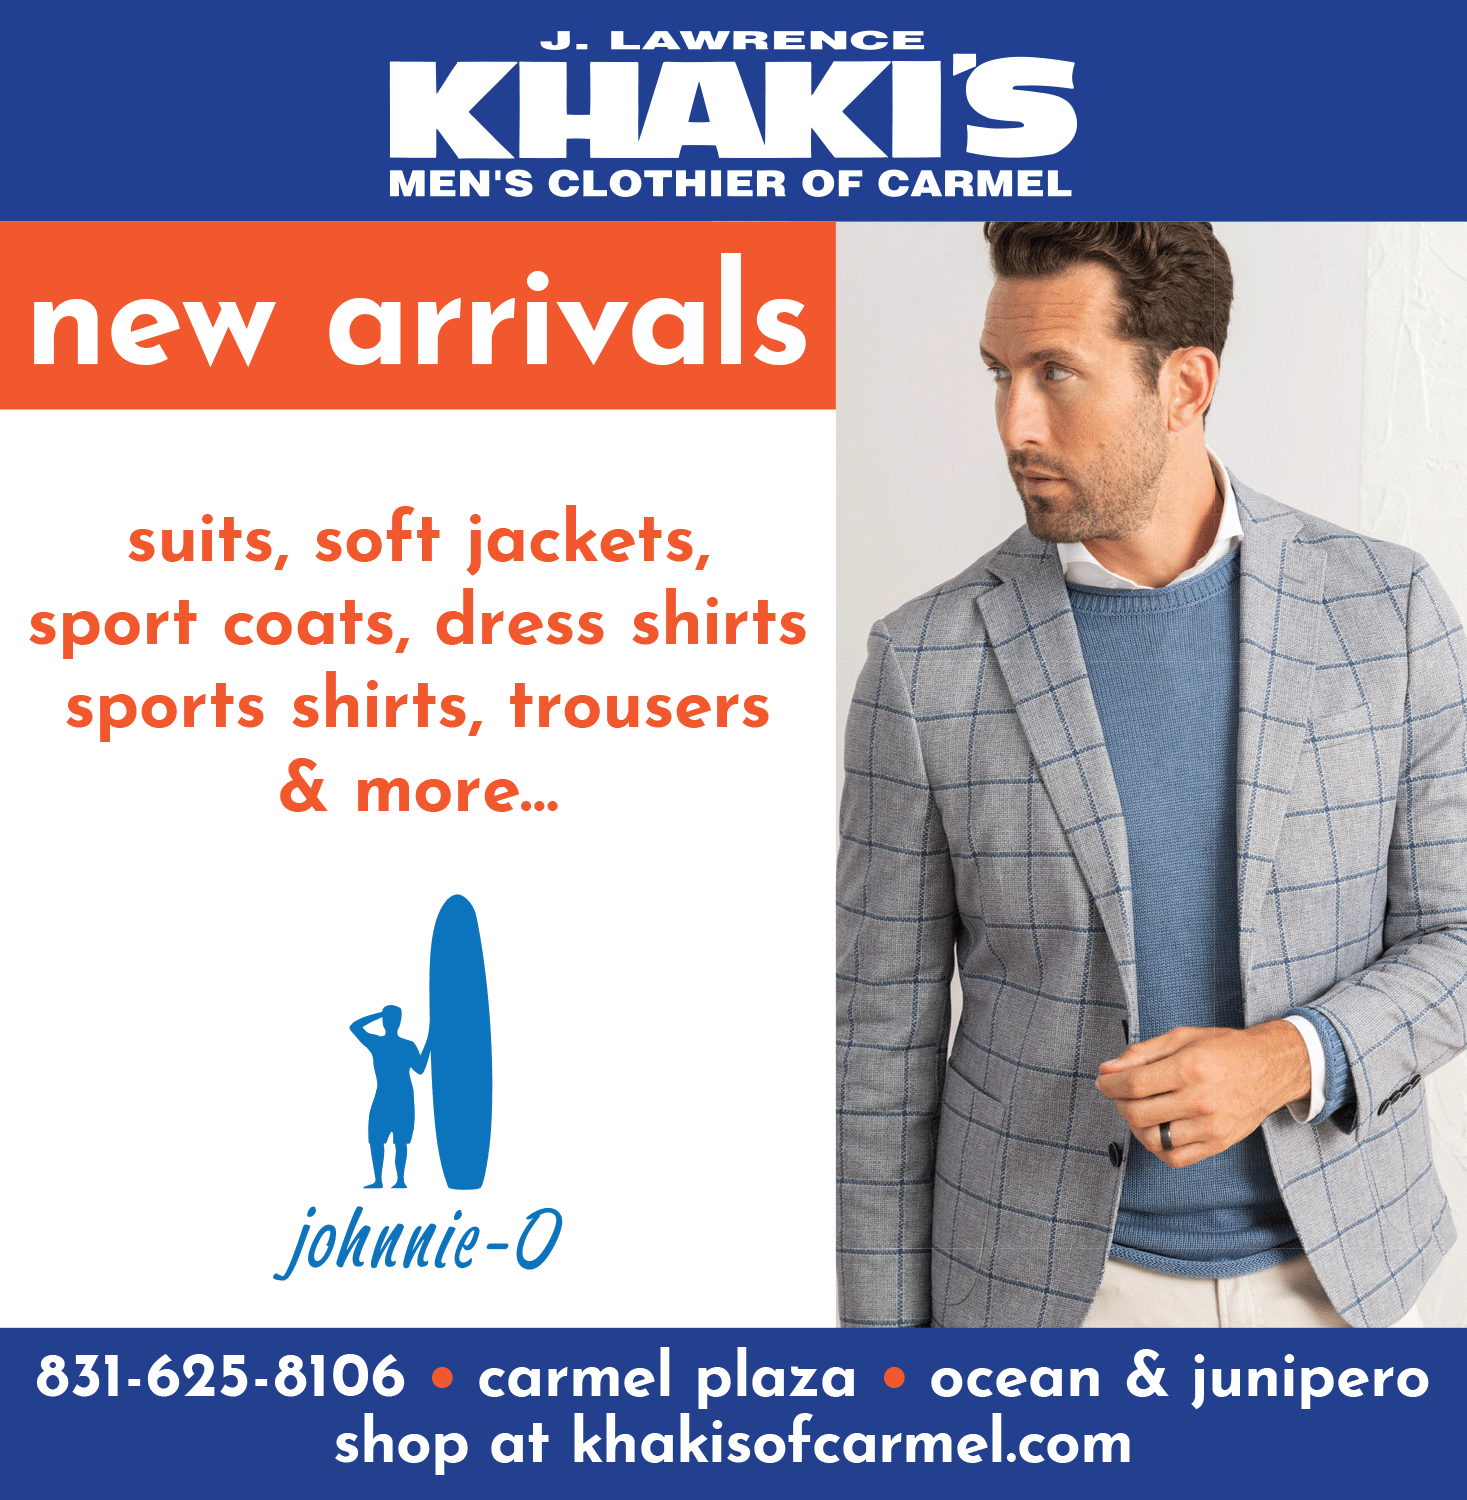 J. LAWRENCE
KHAKI'S
MEN'S CLOTHIER OF CARMEL
new arrivals
suits, soft jackets,
sport coats, dress shirts
sports shirts, trousers
& more...
johnnie-O
831-625-8106 • carmel plaza • ocean & junipero
shop at khakisofcarmel.com